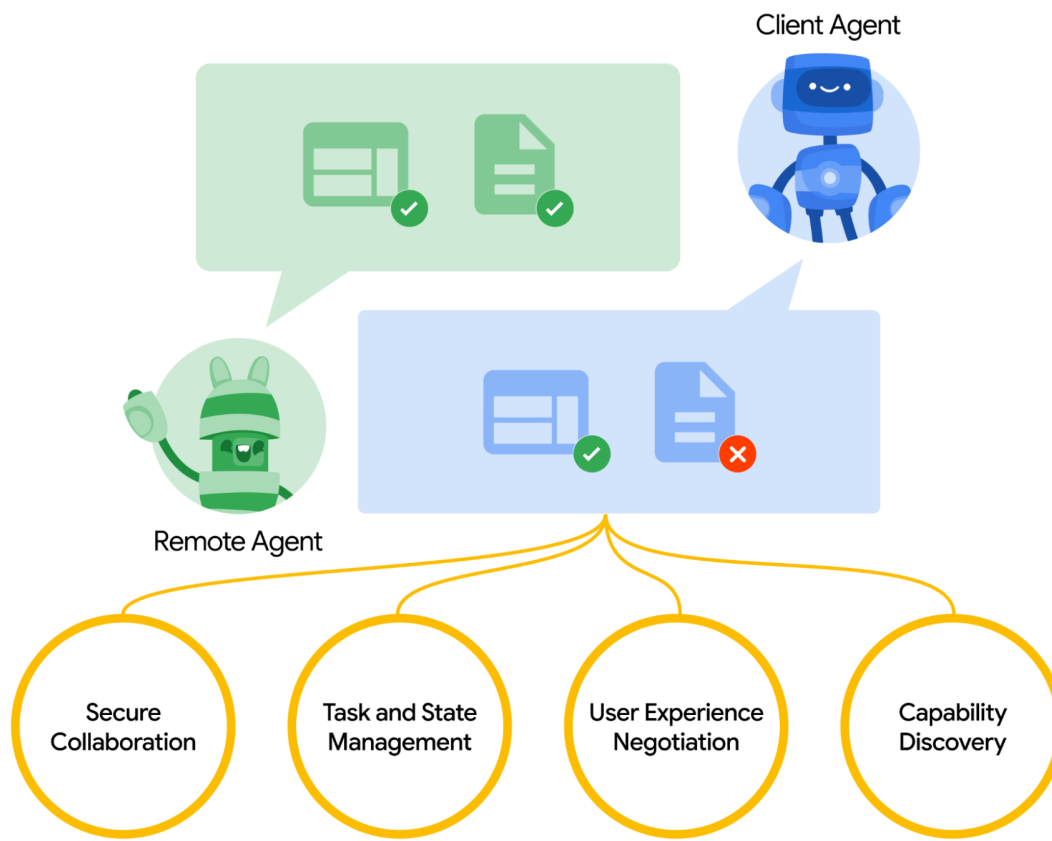 Client Agent
Remote Agent
Secure
Collaboration
Task and State
Management
User Experience
Negotiation
Capability
Discovery